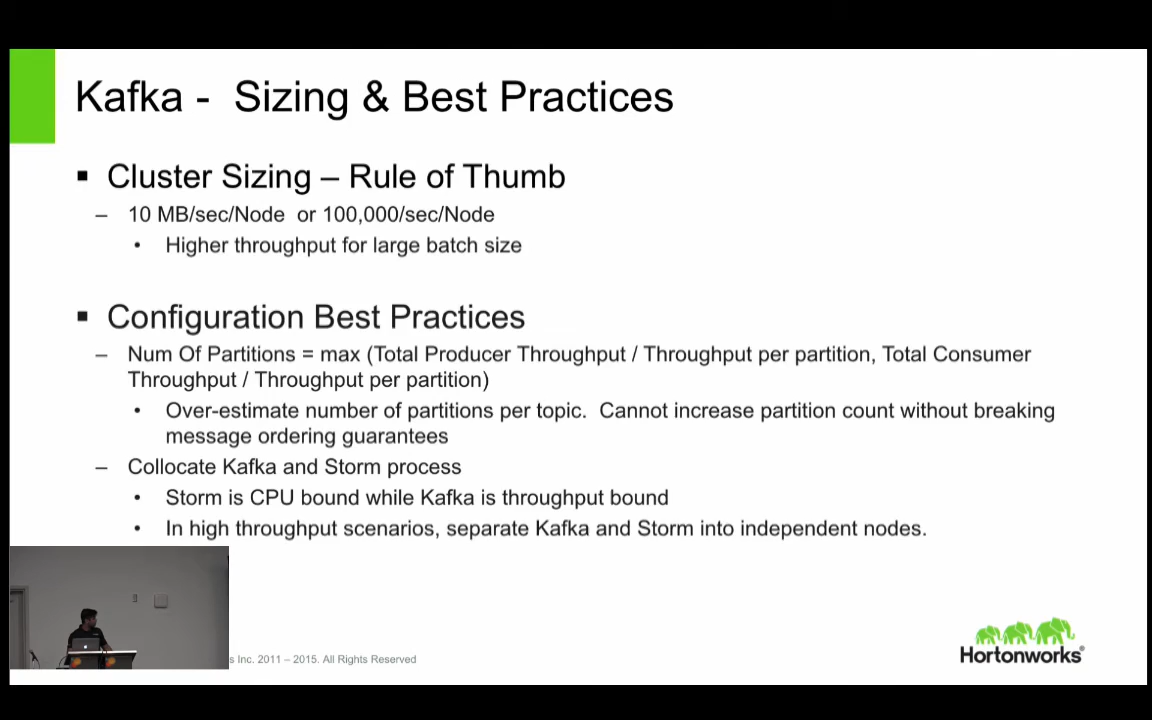 Kafka -  Sizing & Best Practices
▪ Cluster Sizing – Rule of Thumb
– 10 MB/sec/Node  or 100,000/sec/Node
• Higher throughput for large batch size
▪ Configuration Best Practices
– Num Of Partitions = max (Total Producer Throughput / Throughput per partition, Total Consumer
Throughput / Throughput per partition)
• Over-estimate number of partitions per topic.  Cannot increase partition count without breaking
message ordering guarantees
– Collocate Kafka and Storm process
• Storm is CPU bound while Kafka is throughput bound
• In high throughput scenarios, separate Kafka and Storm into independent nodes.
s Inc. 2011 – 2015. All Rights Reserved
Hortonworks®